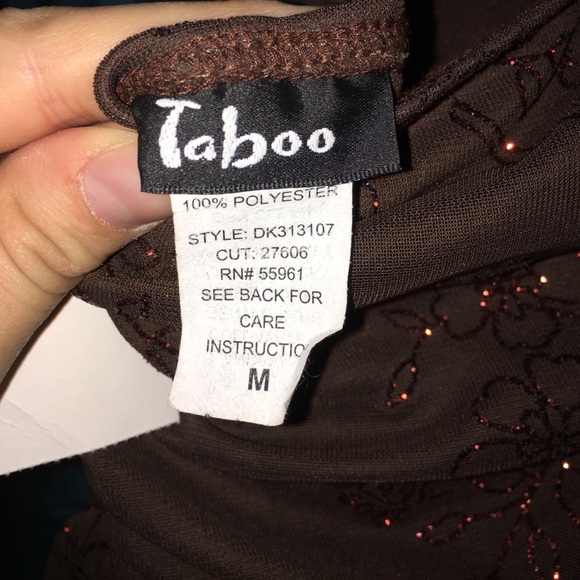 Taboo
100% POLYESTER
STYLE: DK313107
CUT: 27606
RN# 55961
SEE BACK FOR
CARE
INSTRUCTIO
M